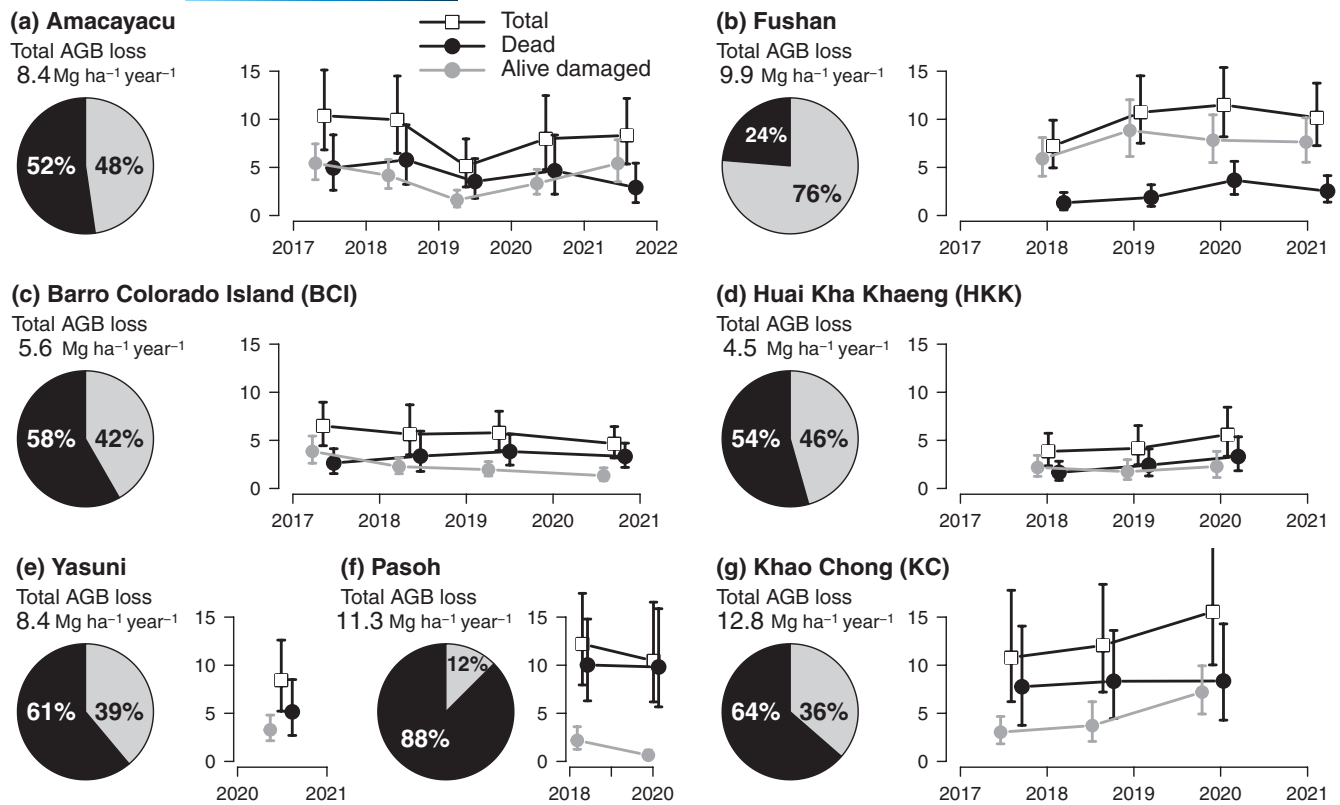 (a) Amacayacu
Total AGB loss
8.4 Mg ha⁻¹ year⁻¹
52% 48%
Total
Dead
Alive damaged
15
10
5
0
2017 2018 2019 2020 2021 2022
(b) Fushan
Total AGB loss
9.9 Mg ha⁻¹ year⁻¹
24%
76%
15
10
5
0
2017 2018 2019 2020 2021
(c) Barro Colorado Island (BCI)
Total AGB loss
5.6 Mg ha⁻¹ year⁻¹
58% 42%
15
10
5
0
2017 2018 2019 2020 2021
(d) Huai Kha Khaeng (HKK)
Total AGB loss
4.5 Mg ha⁻¹ year⁻¹
54% 46%
15
10
5
0
2017 2018 2019 2020 2021
(e) Yasuni
Total AGB loss
8.4 Mg ha⁻¹ year⁻¹
61% 39%
15
10
5
0
2020 2021
(f) Pasoh
Total AGB loss
11.3 Mg ha⁻¹ year⁻¹
12%
88%
15
10
5
0
2018 2020
(g) Khao Chong (KC)
Total AGB loss
12.8 Mg ha⁻¹ year⁻¹
64% 36%
15
10
5
0
2017 2018 2019 2020 2021